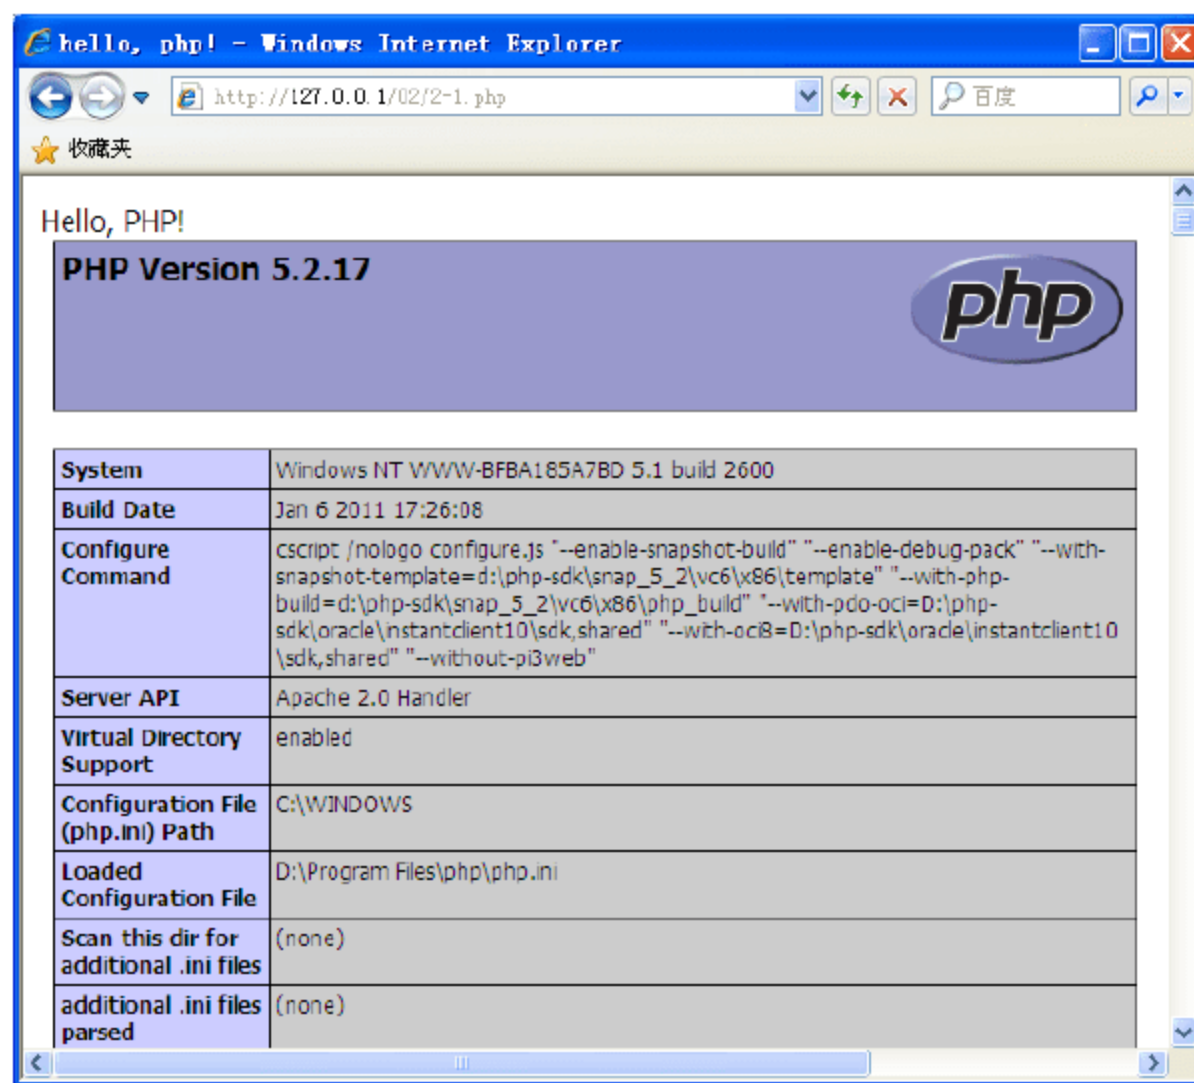 hello, php! - Windows Internet Explorer
http://127.0.0.1/02/2-1.php
百度
收藏夹
Hello, PHP!
PHP Version 5.2.17
php
System
Windows NT WWW-BFBA185A7BD 5.1 build 2600
Build Date
Jan 6 2011 17:26:08
Configure
Command
cscript /nologo configure.js "--enable-snapshot-build" "--enable-debug-pack" "--with-
snapshot-template=d:\php-sdk\snap_5_2\vc6\x86\template" "--with-php-
build=d:\php-sdk\snap_5_2\vc6\x86\php_build" "--with-pdo-oci=D:\php-
sdk\oracle\instantclient10\sdk,shared" "--with-oci8=D:\php-sdk\oracle\instantclient10
\sdk,shared" "--without-pi3web"
Server API
Apache 2.0 Handler
Virtual Directory
Support
enabled
Configuration File
(php.ini) Path
C:\WINDOWS
Loaded
Configuration File
D:\Program Files\php\php.ini
Scan this dir for
additional .ini files
(none)
additional .ini files
parsed
(none)